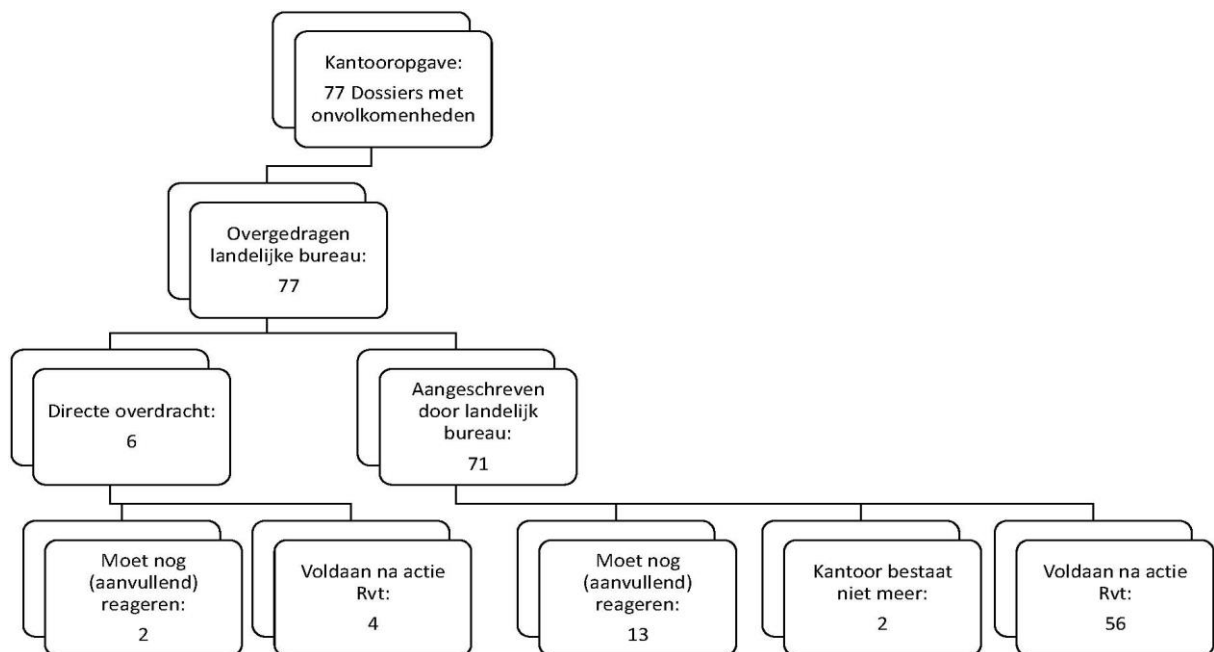 Kantooropgave:
77 Dossiers met
onvolkomenheden
Overgedragen
landelijke bureau:
77
Directe overdracht:
6
Aangeschreven
door landelijk
bureau:
71
Moet nog
(aanvullend)
reageren:
2
Voldaan na actie
Rvt:
4
Moet nog
(aanvullend)
reageren:
13
Kantoor bestaat
niet meer:
2
Voldaan na actie
Rvt:
56